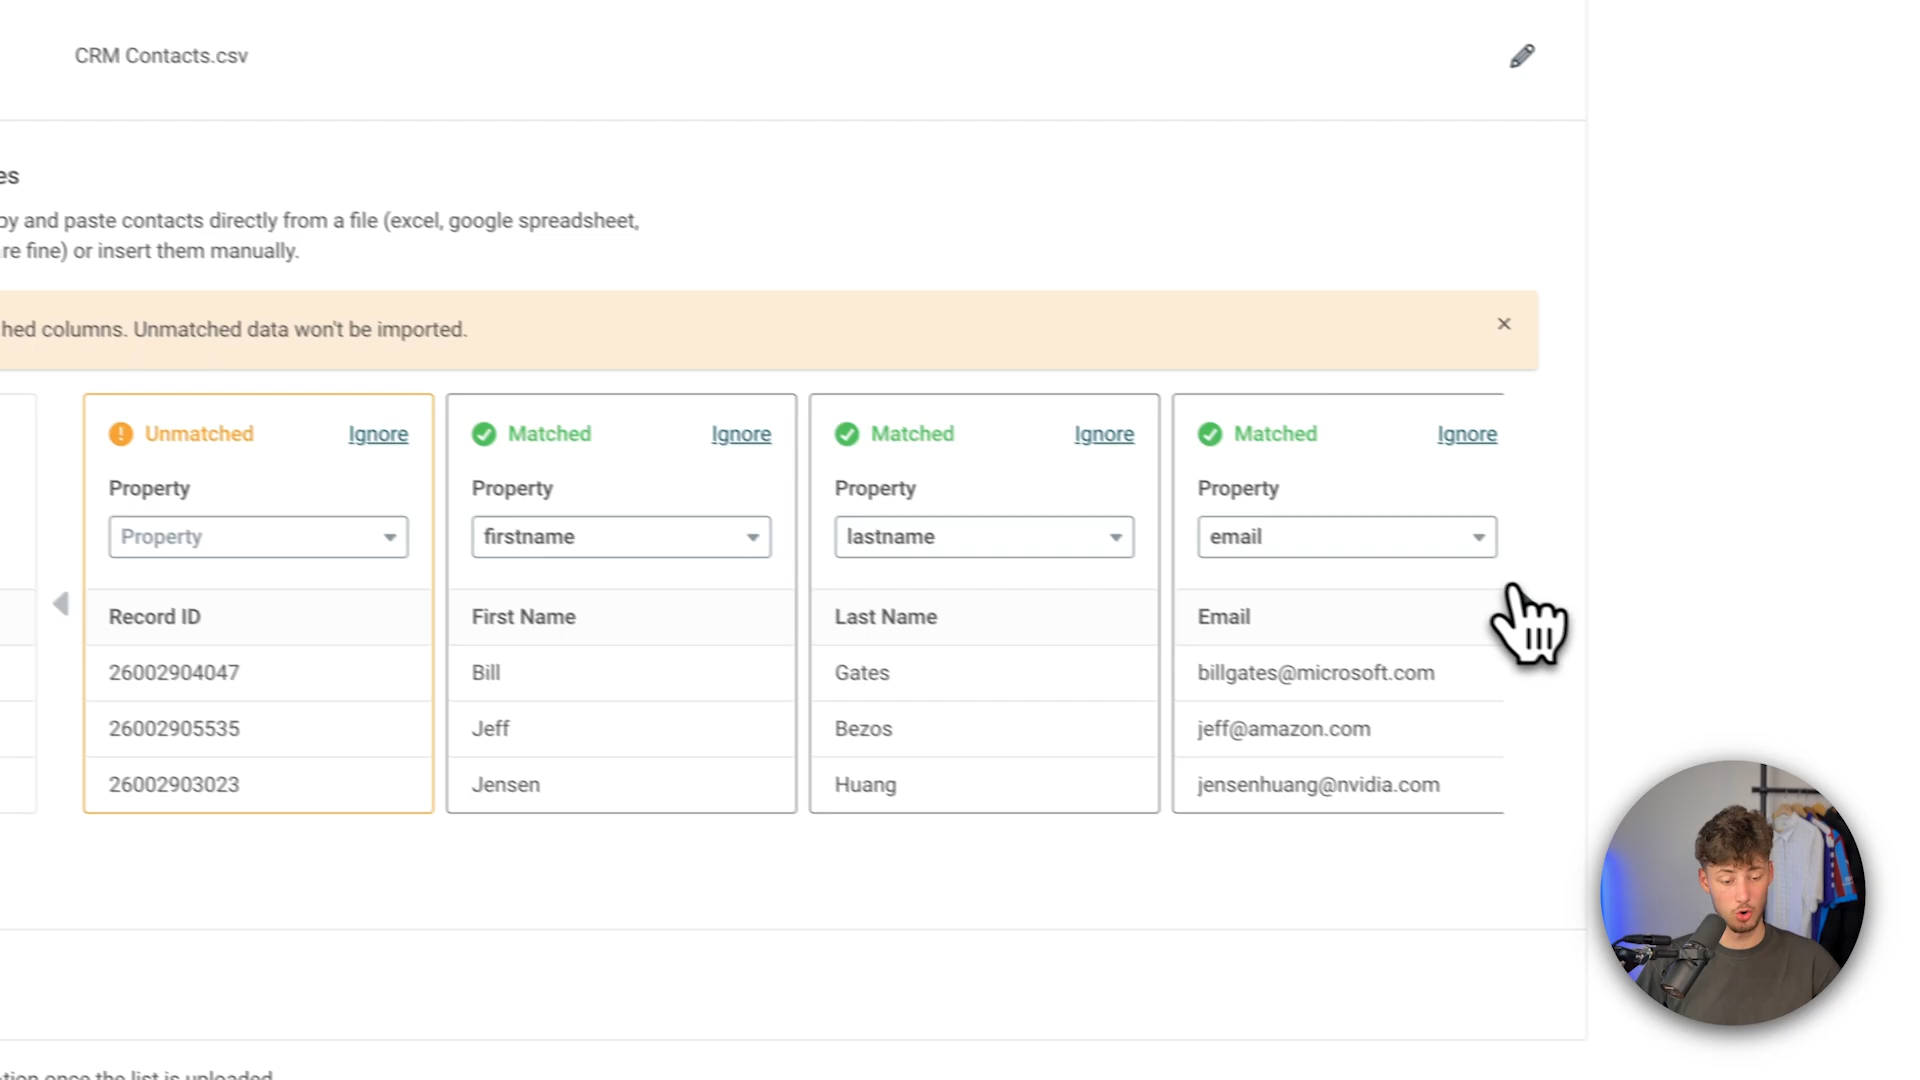 CRM Contacts.csv
es
py and paste contacts directly from a file (excel, google spreadsheet,
re fine) or insert them manually.
hed columns. Unmatched data won't be imported.
Unmatched Ignore Matched Ignore Matched Ignore Matched Ignore
Property Property Property Property
Property firstname lastname email
Record ID First Name Last Name Email
26002904047 Bill Gates billgates@microsoft.com
26002905535 Jeff Bezos jeff@amazon.com
26002903023 Jensen Huang jensenhuang@nvidia.com
tion once the list is uploaded